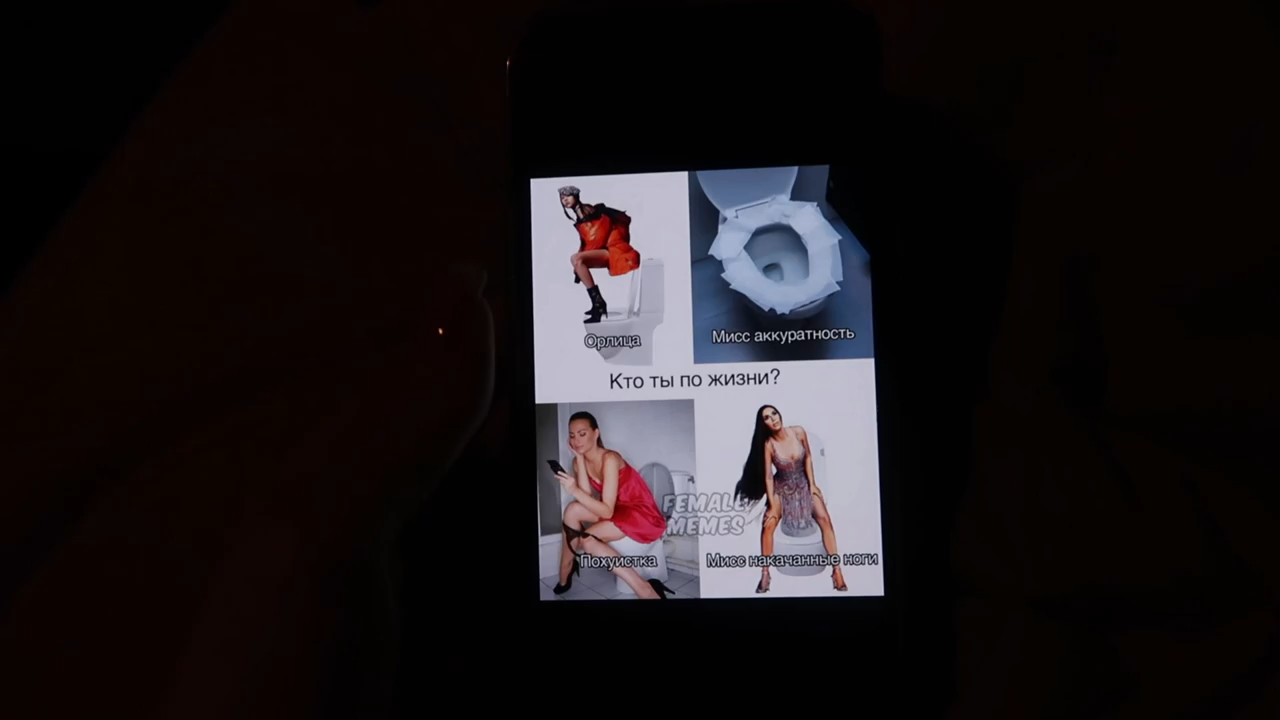 Орлица
Мисс аккуратность
Кто ты по жизни?
FEMALE
MEMES
Похуистка
Мисс накачанные ноги